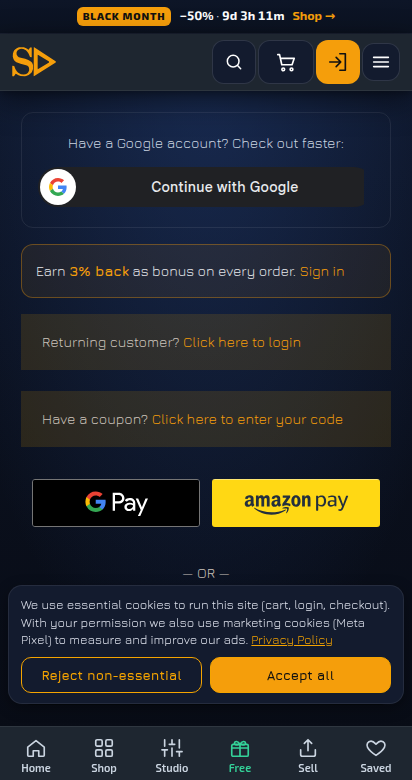 BLACK MONTH −50% · 9d 3h 11m Shop →
S
Have a Google account? Check out faster:
Continue with Google
Earn 3% back as bonus on every order. Sign in
Returning customer? Click here to login
Have a coupon? Click here to enter your code
G Pay
amazon pay
— OR —
We use essential cookies to run this site (cart, login, checkout).
With your permission we also use marketing cookies (Meta
Pixel) to measure and improve our ads. Privacy Policy
Reject non-essential
Accept all
Home
Shop
Studio
Free
Sell
Saved